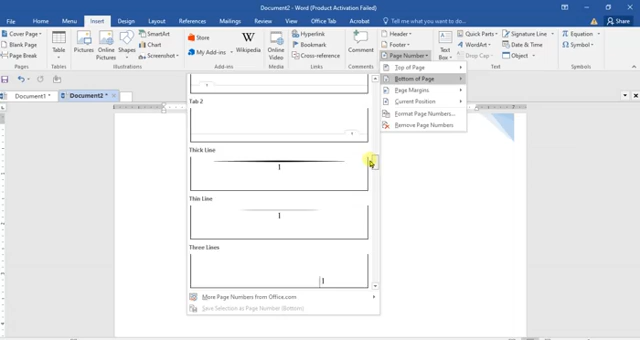 Document2 - Word (Product Activation Failed)
File Home Menu Insert Design Layout References Mailings Review View Office Tab Acrobat Tell me what you want to do... Share
Cover Page
Blank Page
Page Break
Pages
Table
Tables
Pictures
Online Pictures
Shapes
SmartArt
Chart
Screenshot
Illustrations
Store
My Add-ins
Wikipedia
Add-ins
Online Video
Media
Hyperlink
Bookmark
Cross-reference
Links
Comment
Comments
Header
Footer
Page Number
Text Box
Quick Parts
WordArt
Drop Cap
Signature Line
Date & Time
Object
Text
Equation
Symbol
Symbols
Document1 *
Document2 *
Top of Page
Bottom of Page
Page Margins
Current Position
Format Page Numbers...
Remove Page Numbers
Tab 2
Thick Line
1
Thin Line
1
Three Lines
1
More Page Numbers from Office.com
Save Selection as Page Number (Bottom)